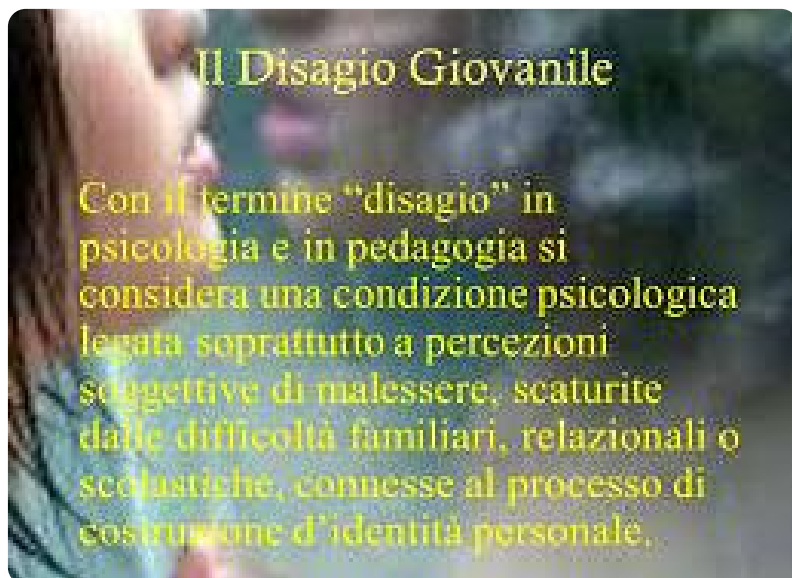 Il Disagio Giovanile
Con il termine “disagio” in
psicologia e in pedagogia si
considera una condizione psicologica
legata soprattutto a percezioni
soggettive di malessere, scaturite
dalle difficoltà familiari, relazionali o
scolastiche, connesse al processo di
costruzione d’identità personale.